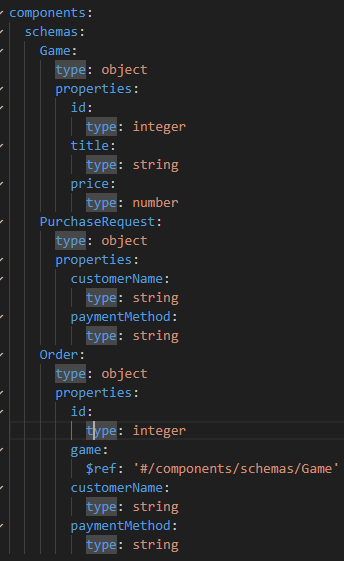 components:
  schemas:
    Game:
      type: object
      properties:
        id:
          type: integer
        title:
          type: string
        price:
          type: number
    PurchaseRequest:
      type: object
      properties:
        customerName:
          type: string
        paymentMethod:
          type: string
    Order:
      type: object
      properties:
        id:
          type: integer
        game:
          $ref: '#/components/schemas/Game'
        customerName:
          type: string
        paymentMethod:
          type: string